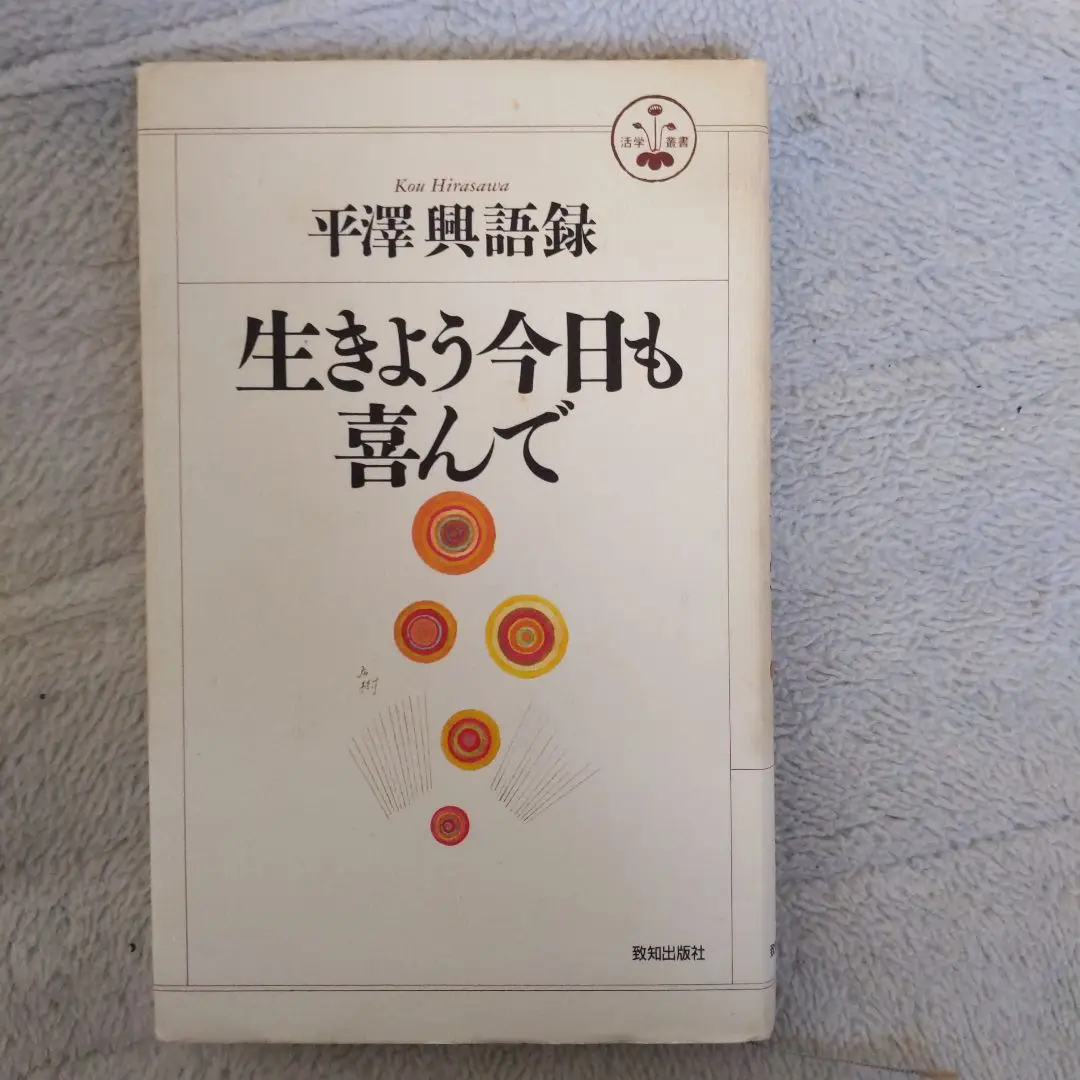 活学叢書
Kou Hirasawa
平澤興語録
生きよう今日も
喜んで
致知出版社